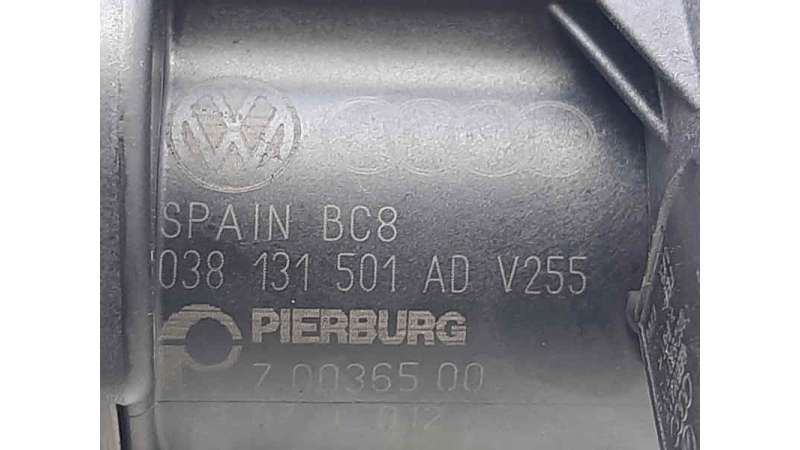 SPAIN BC8
038 131 501 AD V255
PIERBURG
7.00365.00